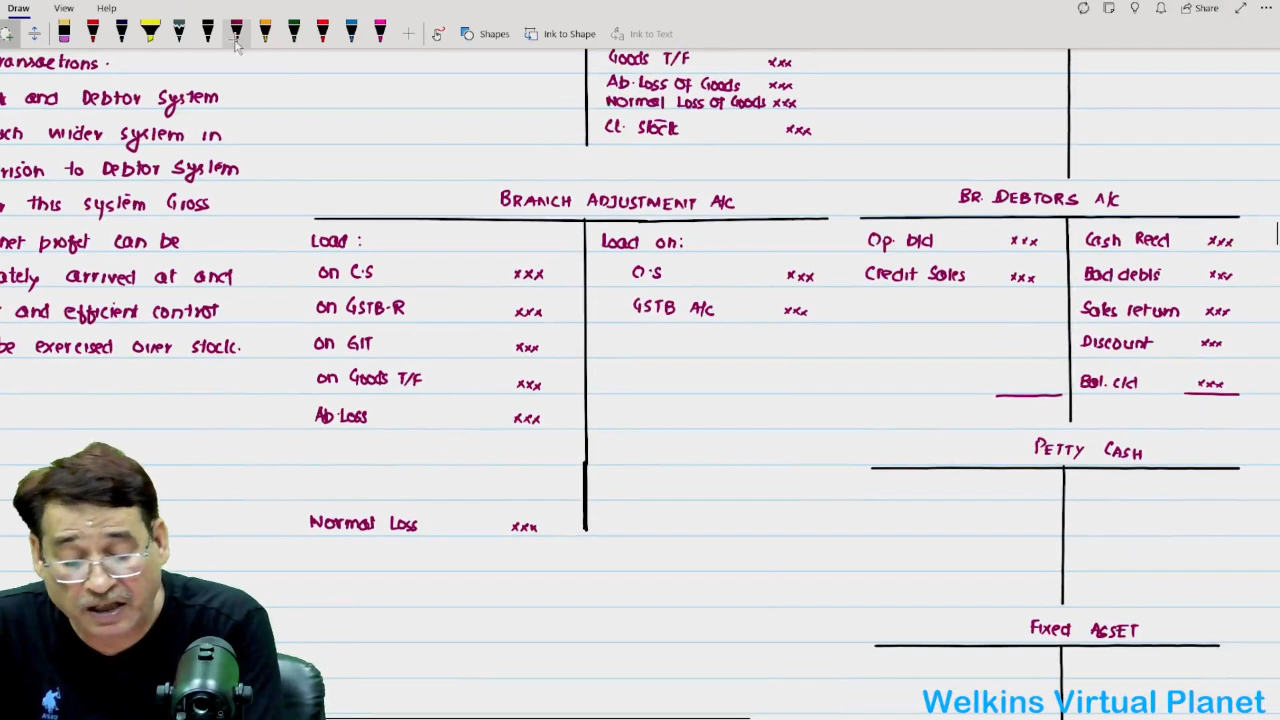 Draw View Help
Share
Shapes Ink to Shape Ink to Text
ransactions.
and Debtor System
ch wider system in
rison to Debtor System
this system Gross
net profit can be
ately arrived at and
and efficient control
be exercised over stock.
Goods T/F xxx
Ab. Loss of Goods xxx
Normal Loss of Goods xxx
Cl. Stock xxx
BRANCH ADJUSTMENT A/C
Load :
on C.S xxx
on GSTB-R xxx
on GIT xxx
on Goods T/F xxx
Ab. Loss xxx
Normal Loss xxx
Load on:
O.S xxx
GSTB A/C xxx
BR. DEBTORS A/C
Op. b/d xxx
Credit Sales xxx
Cash Recd xxx
Bad debts xxx
Sales return xxx
Discount xxx
Bal. c/d xxx
PETTY CASH
Fixed ASSET
Welkins Virtual Planet